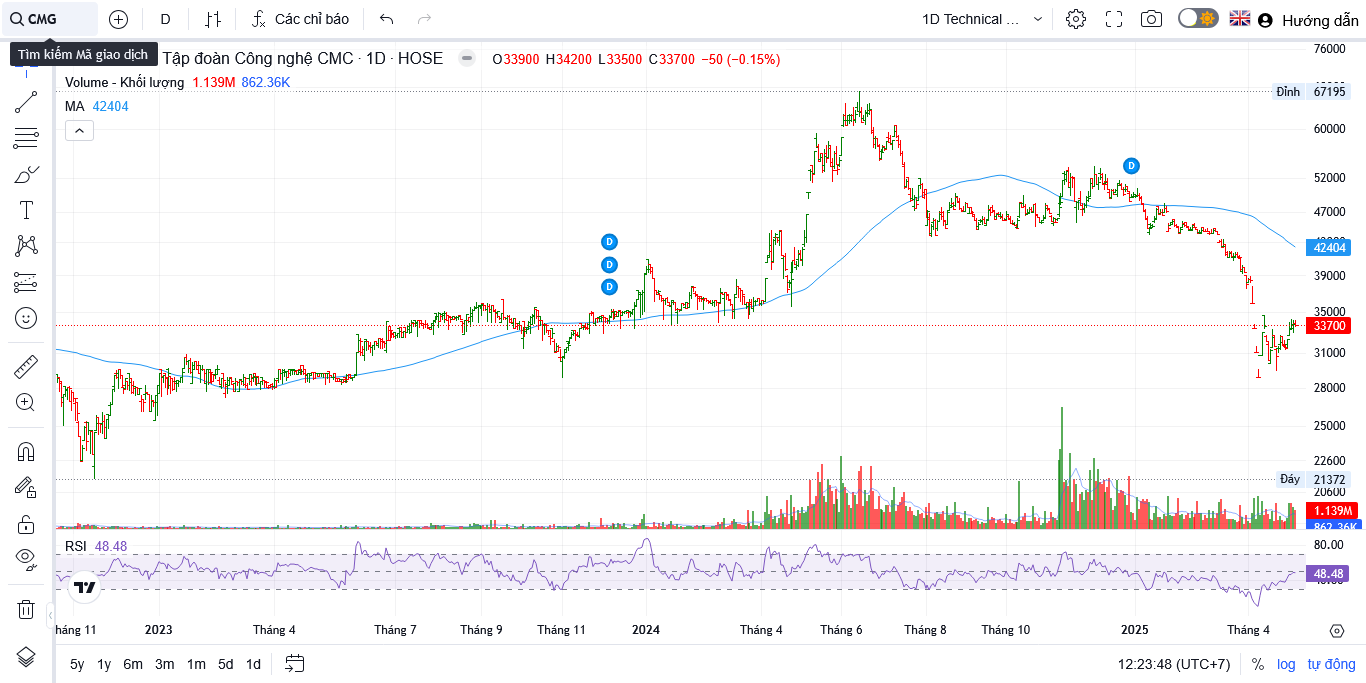 CMG
D
Các chỉ báo
1D Technical ...
Hướng dẫn
Tìm kiếm Mã giao dịch
Tập đoàn Công nghệ CMC · 1D · HOSE
O33900 H34200 L33500 C33700 −50 (−0.15%)
Volume - Khối lượng 1.139M 862.36K
MA 42404
76000
Đỉnh 67195
60000
D
52000
47000
D
42404
D
39000
D
35000
33700
31000
28000
25000
22600
Đáy 21372
20600
1.139M
862.36K
RSI 48.48
80.00
48.48
háng 11 2023 Tháng 4 Tháng 7 Tháng 9 Tháng 11 2024 Tháng 4 Tháng 6 Tháng 8 Tháng 10 2025 Tháng 4
5y 1y 6m 3m 1m 5d 1d
12:23:48 (UTC+7) % log tự động